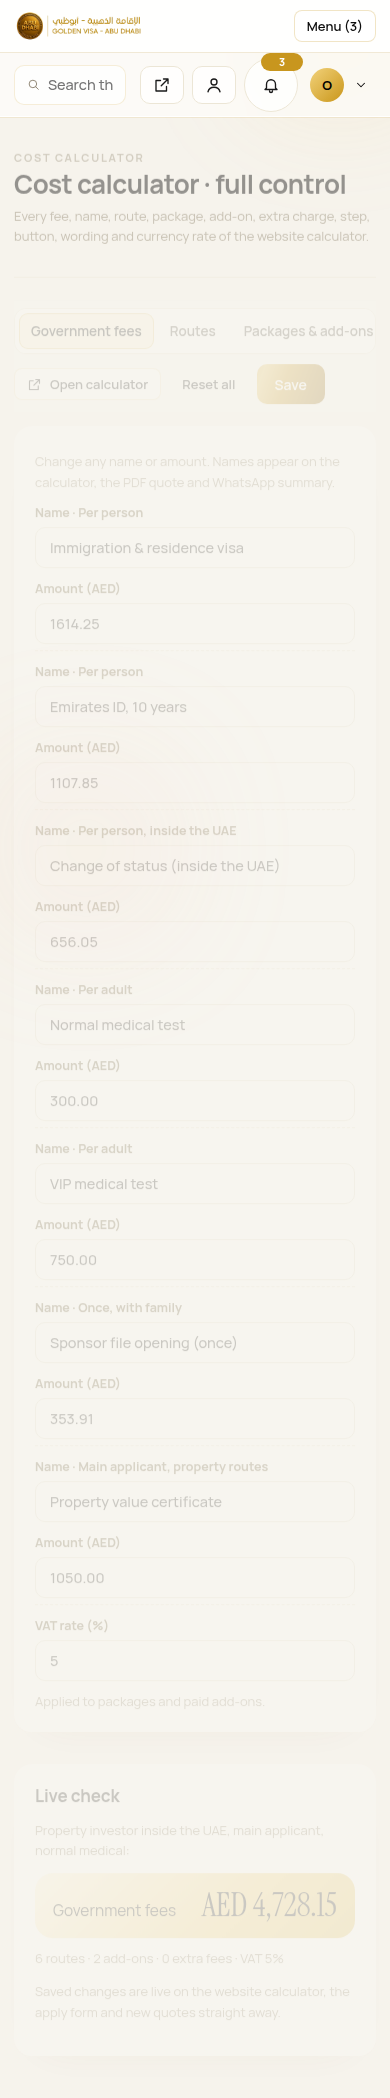 الإقامة الذهبية - أبوظبي
GOLDEN VISA - ABU DHABI
Menu (3)
Search th
3
O
COST CALCULATOR
Cost calculator · full control
Every fee, name, route, package, add-on, extra charge, step,
button, wording and currency rate of the website calculator.
Government fees
Routes
Packages & add-ons
Open calculator
Reset all
Save
Change any name or amount. Names appear on the
calculator, the PDF quote and WhatsApp summary.
Name · Per person
Immigration & residence visa
Amount (AED)
1614.25
Name · Per person
Emirates ID, 10 years
Amount (AED)
1107.85
Name · Per person, inside the UAE
Change of status (inside the UAE)
Amount (AED)
656.05
Name · Per adult
Normal medical test
Amount (AED)
300.00
Name · Per adult
VIP medical test
Amount (AED)
750.00
Name · Once, with family
Sponsor file opening (once)
Amount (AED)
353.91
Name · Main applicant, property routes
Property value certificate
Amount (AED)
1050.00
VAT rate (%)
5
Applied to packages and paid add-ons.
Live check
Property investor inside the UAE, main applicant,
normal medical:
Government fees
AED 4,728.15
6 routes · 2 add-ons · 0 extra fees · VAT 5%
Saved changes are live on the website calculator, the
apply form and new quotes straight away.